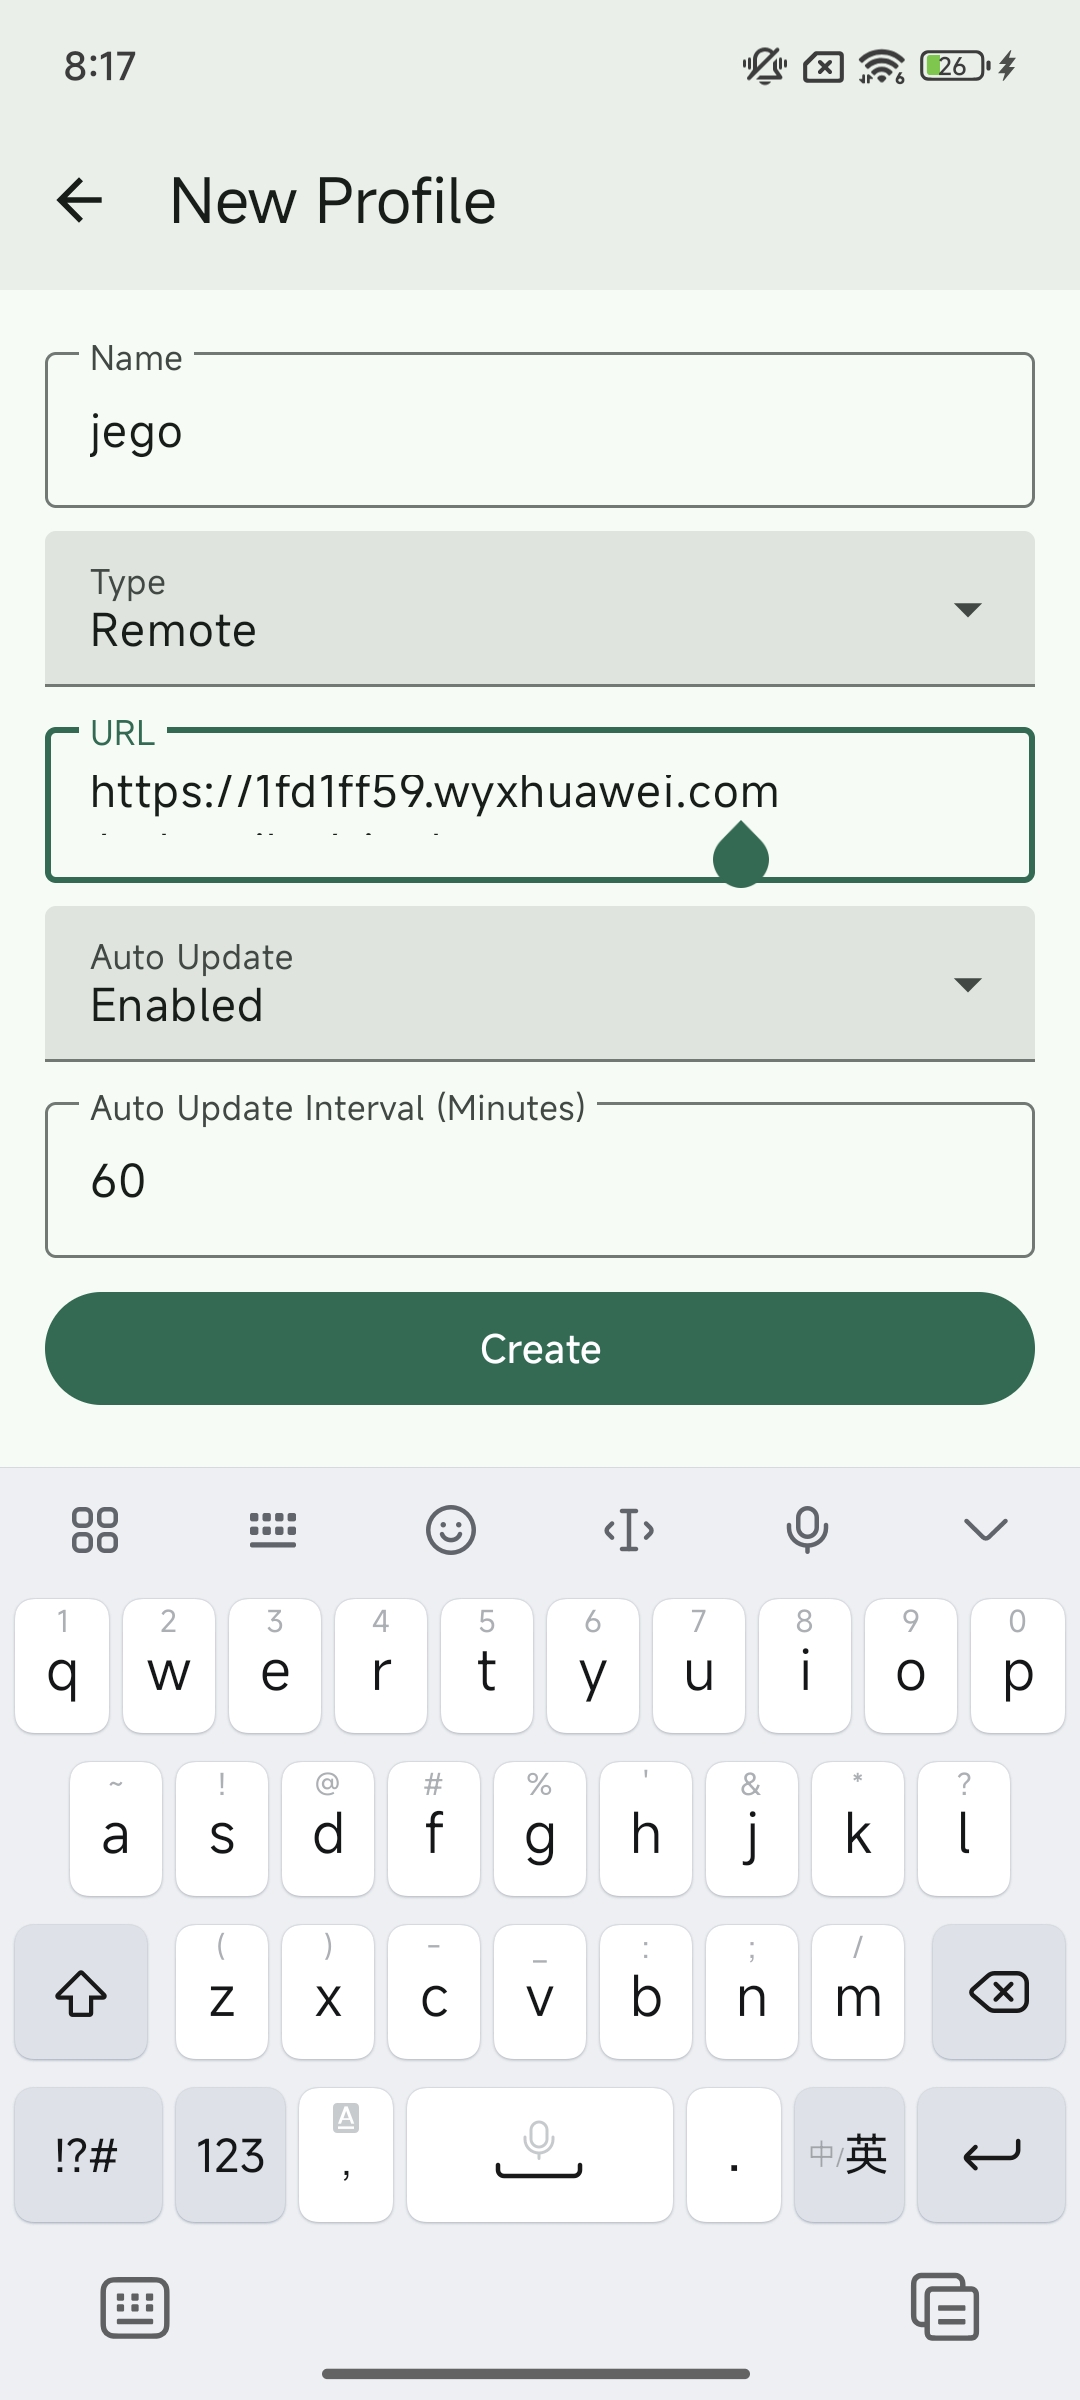 8:17
6
26
New Profile
Name
jego
Type
Remote
URL
https://1fd1ff59.wyxhuawei.com
Auto Update
Enabled
Auto Update Interval (Minutes)
60
Create
1 2 3 4 5 6 7 8 9 0
q w e r t y u i o p
~ ! @ # % ' & * ?
a s d f g h j k l
( ) - _ : ; /
z x c v b n m
!?# 123 A , . 中/英